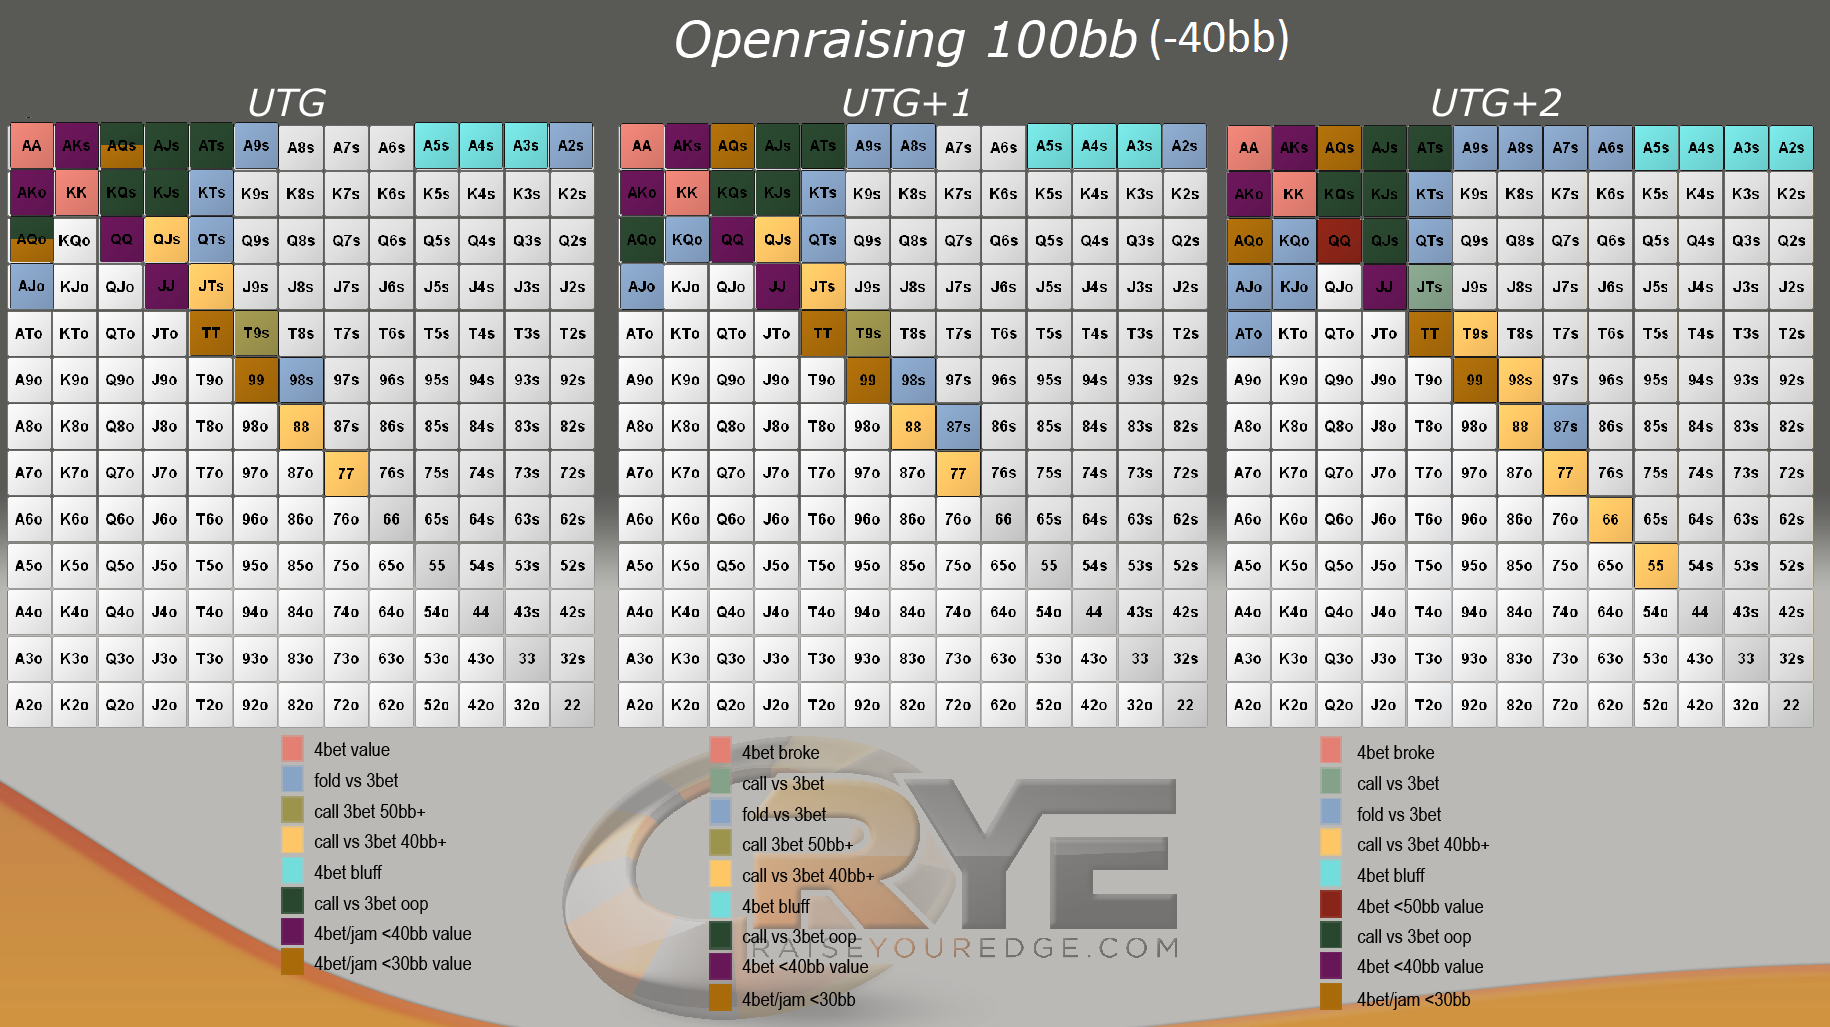 Openraising 100bb (-40bb)
UTG
AA AKs AQs AJs ATs A9s A8s A7s A6s A5s A4s A3s A2s
AKo KK KQs KJs KTs K9s K8s K7s K6s K5s K4s K3s K2s
AQo KQo QQ QJs QTs Q9s Q8s Q7s Q6s Q5s Q4s Q3s Q2s
AJo KJo QJo JJ JTs J9s J8s J7s J6s J5s J4s J3s J2s
ATo KTo QTo JTo TT T9s T8s T7s T6s T5s T4s T3s T2s
A9o K9o Q9o J9o T9o 99 98s 97s 96s 95s 94s 93s 92s
A8o K8o Q8o J8o T8o 98o 88 87s 86s 85s 84s 83s 82s
A7o K7o Q7o J7o T7o 97o 87o 77 76s 75s 74s 73s 72s
A6o K6o Q6o J6o T6o 96o 86o 76o 66 65s 64s 63s 62s
A5o K5o Q5o J5o T5o 95o 85o 75o 65o 55 54s 53s 52s
A4o K4o Q4o J4o T4o 94o 84o 74o 64o 54o 44 43s 42s
A3o K3o Q3o J3o T3o 93o 83o 73o 63o 53o 43o 33 32s
A2o K2o Q2o J2o T2o 92o 82o 72o 62o 52o 42o 32o 22
4bet value
fold vs 3bet
call 3bet 50bb+
call vs 3bet 40bb+
4bet bluff
call vs 3bet oop
4bet/jam <40bb value
4bet/jam <30bb value
UTG+1
AA AKs AQs AJs ATs A9s A8s A7s A6s A5s A4s A3s A2s
AKo KK KQs KJs KTs K9s K8s K7s K6s K5s K4s K3s K2s
AQo KQo QQ QJs QTs Q9s Q8s Q7s Q6s Q5s Q4s Q3s Q2s
AJo KJo QJo JJ JTs J9s J8s J7s J6s J5s J4s J3s J2s
ATo KTo QTo JTo TT T9s T8s T7s T6s T5s T4s T3s T2s
A9o K9o Q9o J9o T9o 99 98s 97s 96s 95s 94s 93s 92s
A8o K8o Q8o J8o T8o 98o 88 87s 86s 85s 84s 83s 82s
A7o K7o Q7o J7o T7o 97o 87o 77 76s 75s 74s 73s 72s
A6o K6o Q6o J6o T6o 96o 86o 76o 66 65s 64s 63s 62s
A5o K5o Q5o J5o T5o 95o 85o 75o 65o 55 54s 53s 52s
A4o K4o Q4o J4o T4o 94o 84o 74o 64o 54o 44 43s 42s
A3o K3o Q3o J3o T3o 93o 83o 73o 63o 53o 43o 33 32s
A2o K2o Q2o J2o T2o 92o 82o 72o 62o 52o 42o 32o 22
4bet broke
call vs 3bet
fold vs 3bet
call 3bet 50bb+
call vs 3bet 40bb+
4bet bluff
call vs 3bet oop
4bet <40bb value
4bet/jam <30bb
RYE
RAISEYOUREDGE.COM
UTG+2
AA AKs AQs AJs ATs A9s A8s A7s A6s A5s A4s A3s A2s
AKo KK KQs KJs KTs K9s K8s K7s K6s K5s K4s K3s K2s
AQo KQo QQ QJs QTs Q9s Q8s Q7s Q6s Q5s Q4s Q3s Q2s
AJo KJo QJo JJ JTs J9s J8s J7s J6s J5s J4s J3s J2s
ATo KTo QTo JTo TT T9s T8s T7s T6s T5s T4s T3s T2s
A9o K9o Q9o J9o T9o 99 98s 97s 96s 95s 94s 93s 92s
A8o K8o Q8o J8o T8o 98o 88 87s 86s 85s 84s 83s 82s
A7o K7o Q7o J7o T7o 97o 87o 77 76s 75s 74s 73s 72s
A6o K6o Q6o J6o T6o 96o 86o 76o 66 65s 64s 63s 62s
A5o K5o Q5o J5o T5o 95o 85o 75o 65o 55 54s 53s 52s
A4o K4o Q4o J4o T4o 94o 84o 74o 64o 54o 44 43s 42s
A3o K3o Q3o J3o T3o 93o 83o 73o 63o 53o 43o 33 32s
A2o K2o Q2o J2o T2o 92o 82o 72o 62o 52o 42o 32o 22
4bet broke
call vs 3bet
fold vs 3bet
call vs 3bet 40bb+
4bet bluff
4bet <50bb value
call vs 3bet oop
4bet <40bb value
4bet/jam <30bb